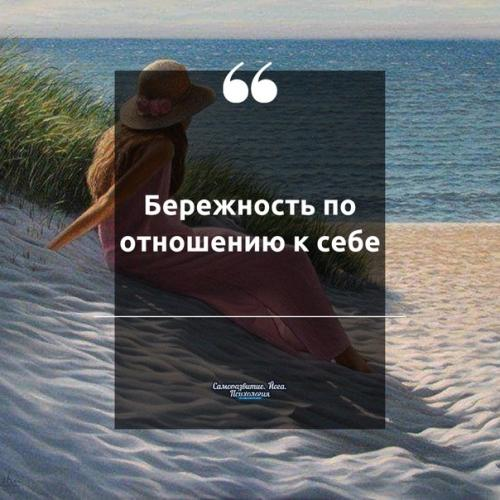 ❝
Бережность по
отношению к себе
Саморазвитие. Йога.
Психология